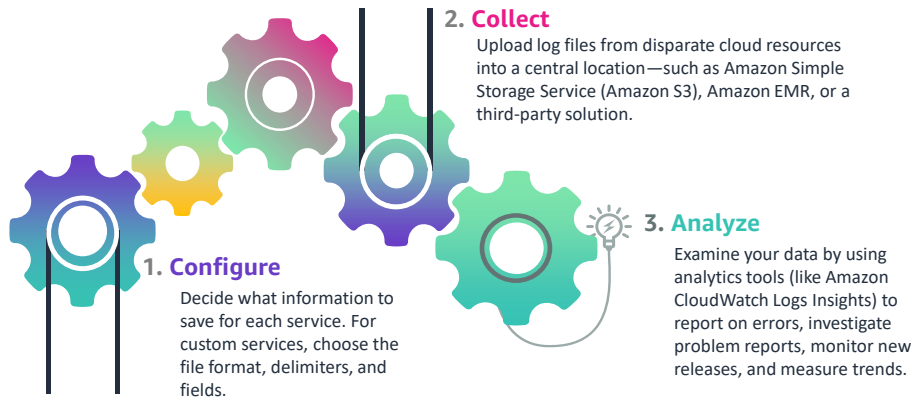 2. Collect
Upload log files from disparate cloud resources
into a central location—such as Amazon Simple
Storage Service (Amazon S3), Amazon EMR, or a
third-party solution.
1. Configure
Decide what information to
save for each service. For
custom services, choose the
file format, delimiters, and
fields.
3. Analyze
Examine your data by using
analytics tools (like Amazon
CloudWatch Logs Insights) to
report on errors, investigate
problem reports, monitor new
releases, and measure trends.